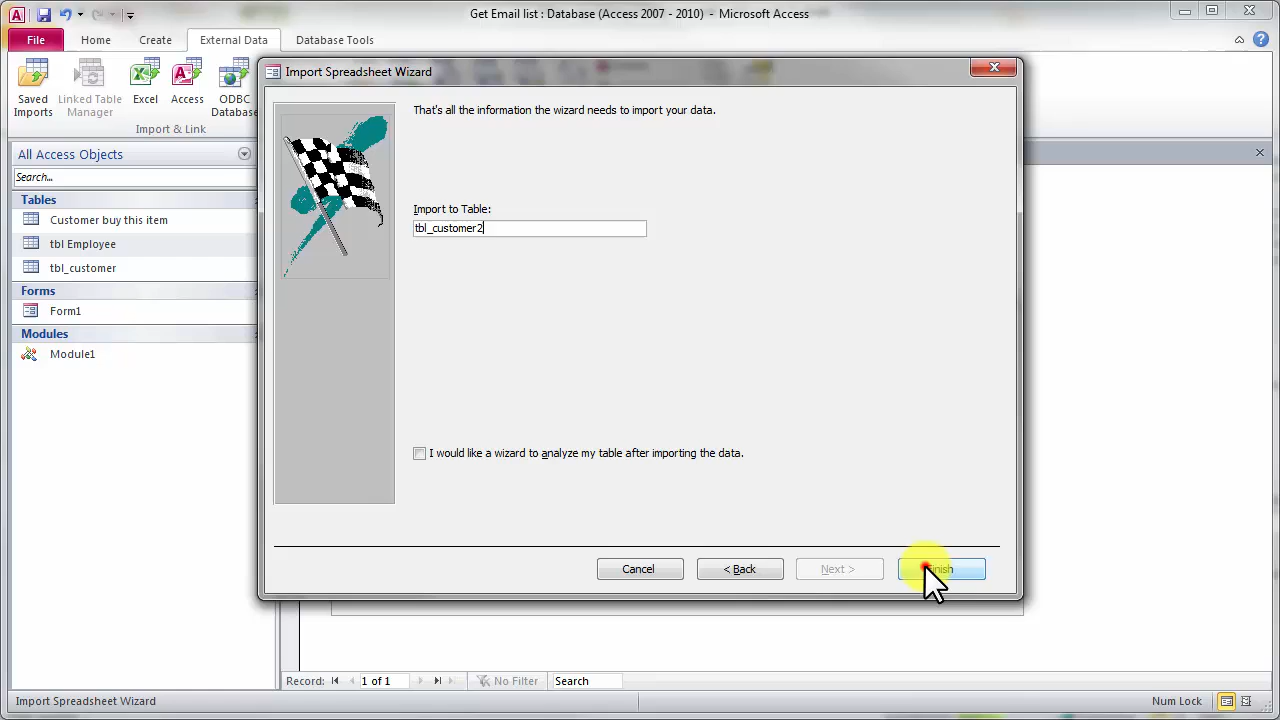 Get Email list : Database (Access 2007 - 2010) – Microsoft Access
File Home Create External Data Database Tools
Saved Imports
Linked Table Manager
Excel
Access
ODBC Database
Import & Link
Import Spreadsheet Wizard
All Access Objects
Search...
Tables
Customer buy this item
tbl Employee
tbl_customer
Forms
Form1
Modules
Module1
That's all the information the wizard needs to import your data.
Import to Table:
tbl_customer2
I would like a wizard to analyze my table after importing the data.
Cancel < Back Next > Finish
Record: 1 of 1 No Filter Search
Import Spreadsheet Wizard Num Lock